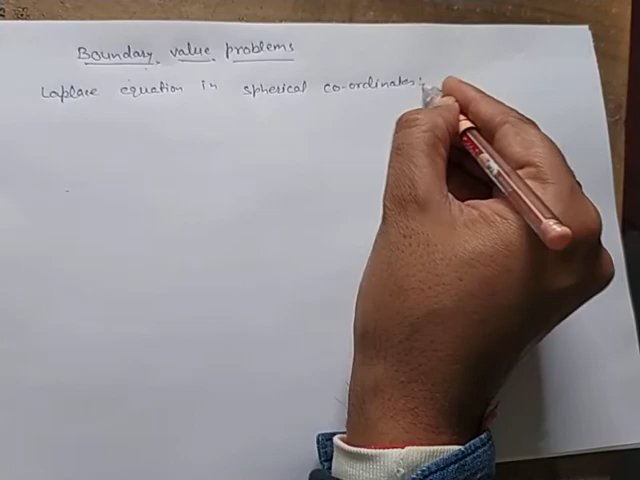 Boundary value problems
Laplace equation in spherical co-ordinates: